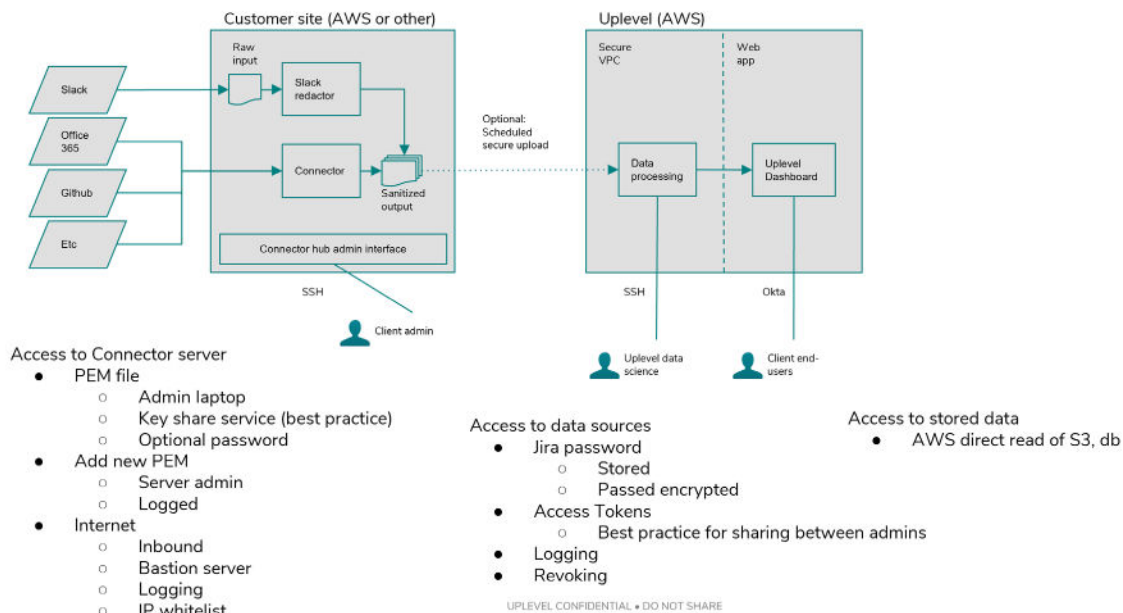 Customer site (AWS or other)
Uplevel (AWS)
Raw
input
Slack
redactor
Secure
VPC
Web
app
Slack
Office
365
Github
Etc
Connector
Sanitized
output
Optional:
Scheduled
secure upload
Data
processing
Uplevel
Dashboard
Connector hub admin interface
SSH
Client admin
SSH
Okta
Uplevel data
science
Client end-
users
Access to Connector server
● PEM file
○ Admin laptop
○ Key share service (best practice)
○ Optional password
● Add new PEM
○ Server admin
○ Logged
● Internet
○ Inbound
○ Bastion server
○ Logging
○ IP whitelist
Access to data sources
● Jira password
○ Stored
○ Passed encrypted
● Access Tokens
○ Best practice for sharing between admins
● Logging
● Revoking
Access to stored data
● AWS direct read of S3, db
UPLEVEL CONFIDENTIAL • DO NOT SHARE